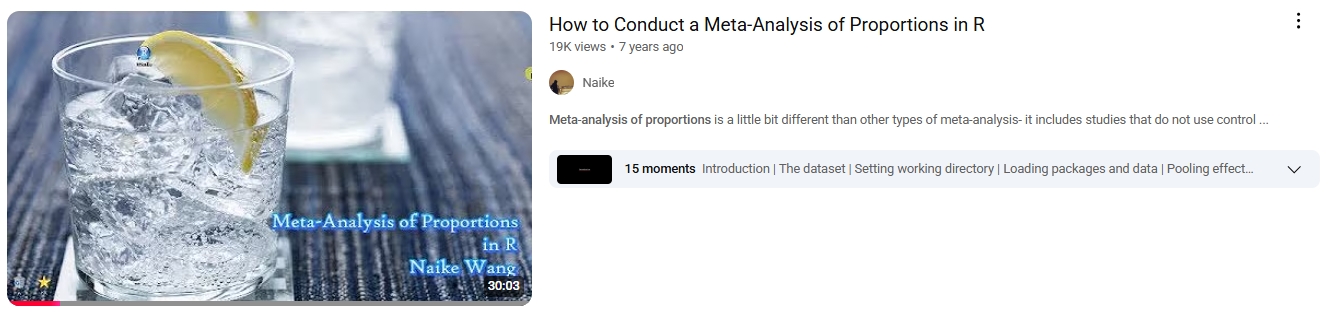 Meta-Analysis of Proportions
in R
Naike Wang
30:03
How to Conduct a Meta-Analysis of Proportions in R
19K views • 7 years ago
Naike
Meta-analysis of proportions is a little bit different than other types of meta-analysis- it includes studies that do not use control ...
15 moments Introduction | The dataset | Setting working directory | Loading packages and data | Pooling effect...